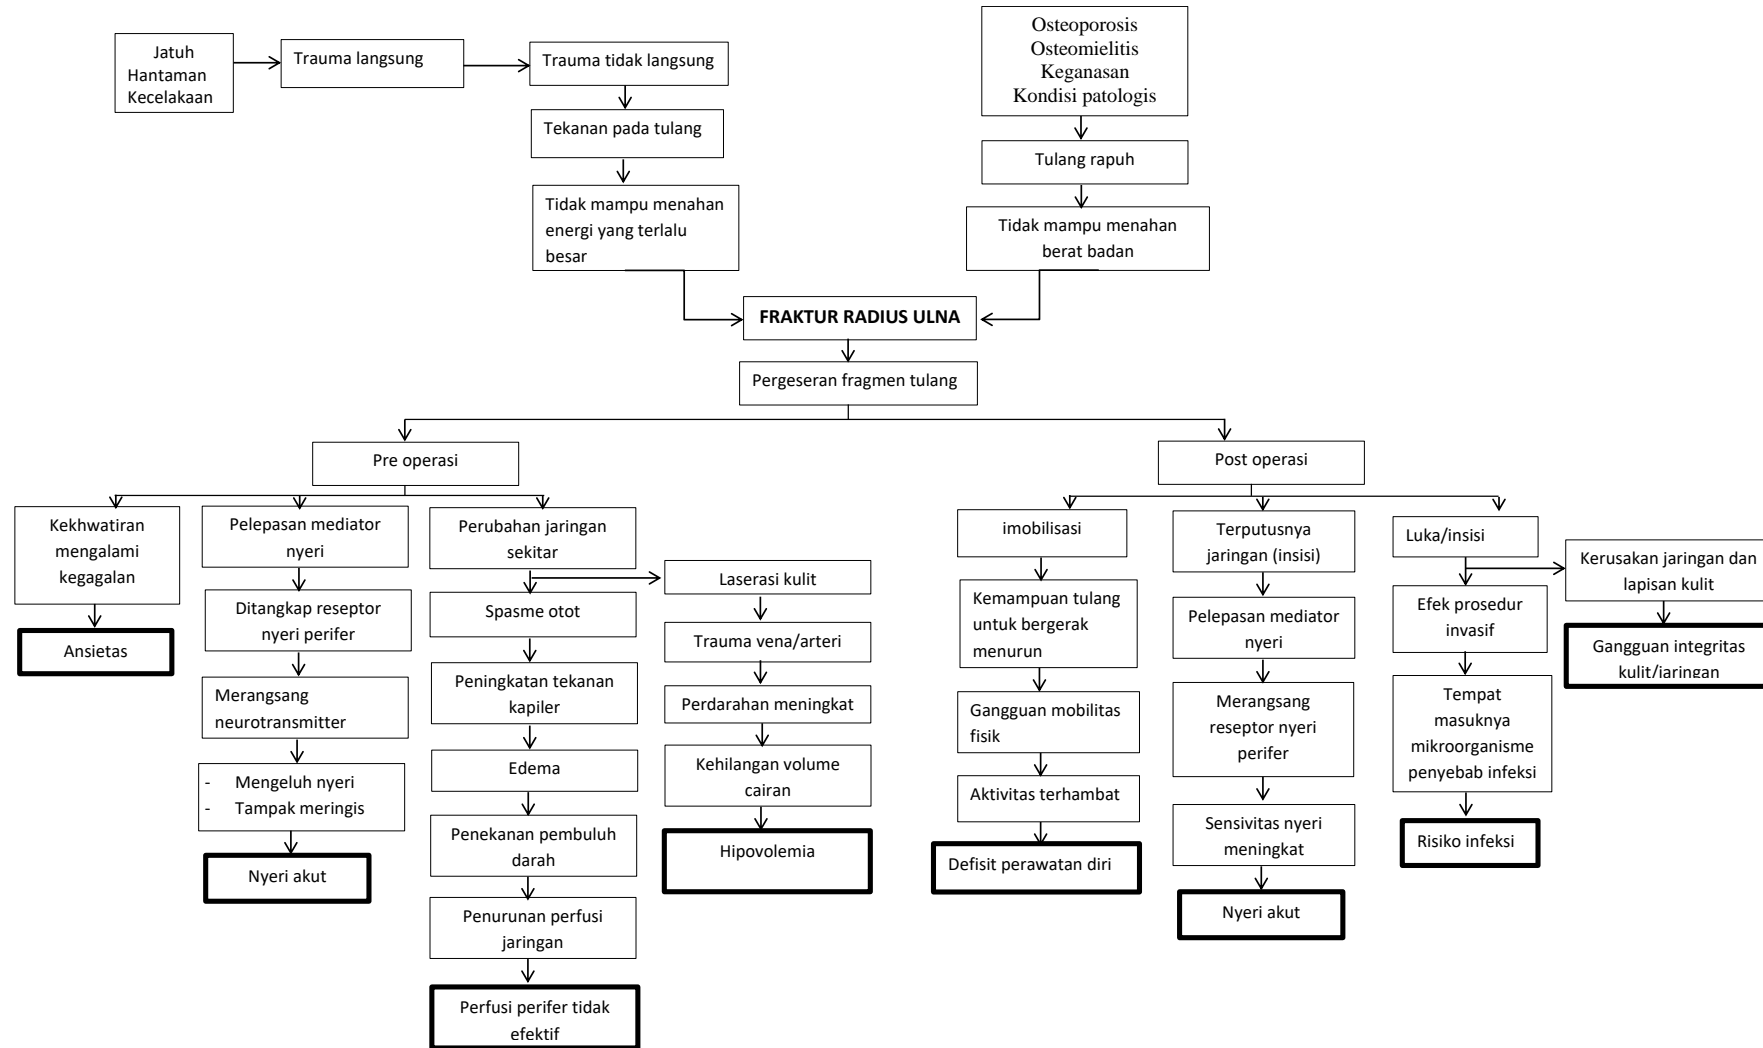 Jatuh
Hantaman
Kecelakaan
Trauma langsung
Trauma tidak langsung
Tekanan pada tulang
Tidak mampu menahan
energi yang terlalu
besar
Osteoporosis
Osteomielitis
Keganasan
Kondisi patologis
Tulang rapuh
Tidak mampu menahan
berat badan
FRAKTUR RADIUS ULNA
Pergeseran fragmen tulang
Pre operasi
Kekhwatiran
mengalami
kegagalan
Ansietas
Pelepasan mediator
nyeri
Ditangkap reseptor
nyeri perifer
Merangsang
neurotransmitter
- Mengeluh nyeri
- Tampak meringis
Nyeri akut
Perubahan jaringan
sekitar
Spasme otot
Peningkatan tekanan
kapiler
Edema
Penekanan pembuluh
darah
Penurunan perfusi
jaringan
Perfusi perifer tidak
efektif
Laserasi kulit
Trauma vena/arteri
Perdarahan meningkat
Kehilangan volume
cairan
Hipovolemia
Post operasi
imobilisasi
Kemampuan tulang
untuk bergerak
menurun
Gangguan mobilitas
fisik
Aktivitas terhambat
Defisit perawatan diri
Terputusnya
jaringan (insisi)
Pelepasan mediator
nyeri
Merangsang
reseptor nyeri
perifer
Sensivitas nyeri
meningkat
Nyeri akut
Luka/insisi
Efek prosedur
invasif
Tempat
masuknya
mikroorganisme
penyebab infeksi
Risiko infeksi
Kerusakan jaringan dan
lapisan kulit
Gangguan integritas
kulit/jaringan